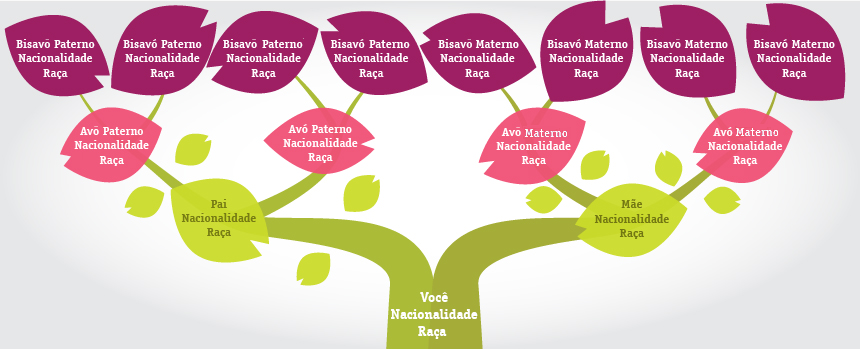 Bisavô Paterno
Nacionalidade
Raça
Bisavó Paterno
Nacionalidade
Raça
Bisavô Paterno
Nacionalidade
Raça
Bisavó Paterno
Nacionalidade
Raça
Bisavô Materno
Nacionalidade
Raça
Bisavó Materno
Nacionalidade
Raça
Bisavô Materno
Nacionalidade
Raça
Bisavó Materno
Nacionalidade
Raça
Avô Paterno
Nacionalidade
Raça
Avó Paterno
Nacionalidade
Raça
Avô Materno
Nacionalidade
Raça
Avó Materno
Nacionalidade
Raça
Pai
Nacionalidade
Raça
Mãe
Nacionalidade
Raça
Você
Nacionalidade
Raça